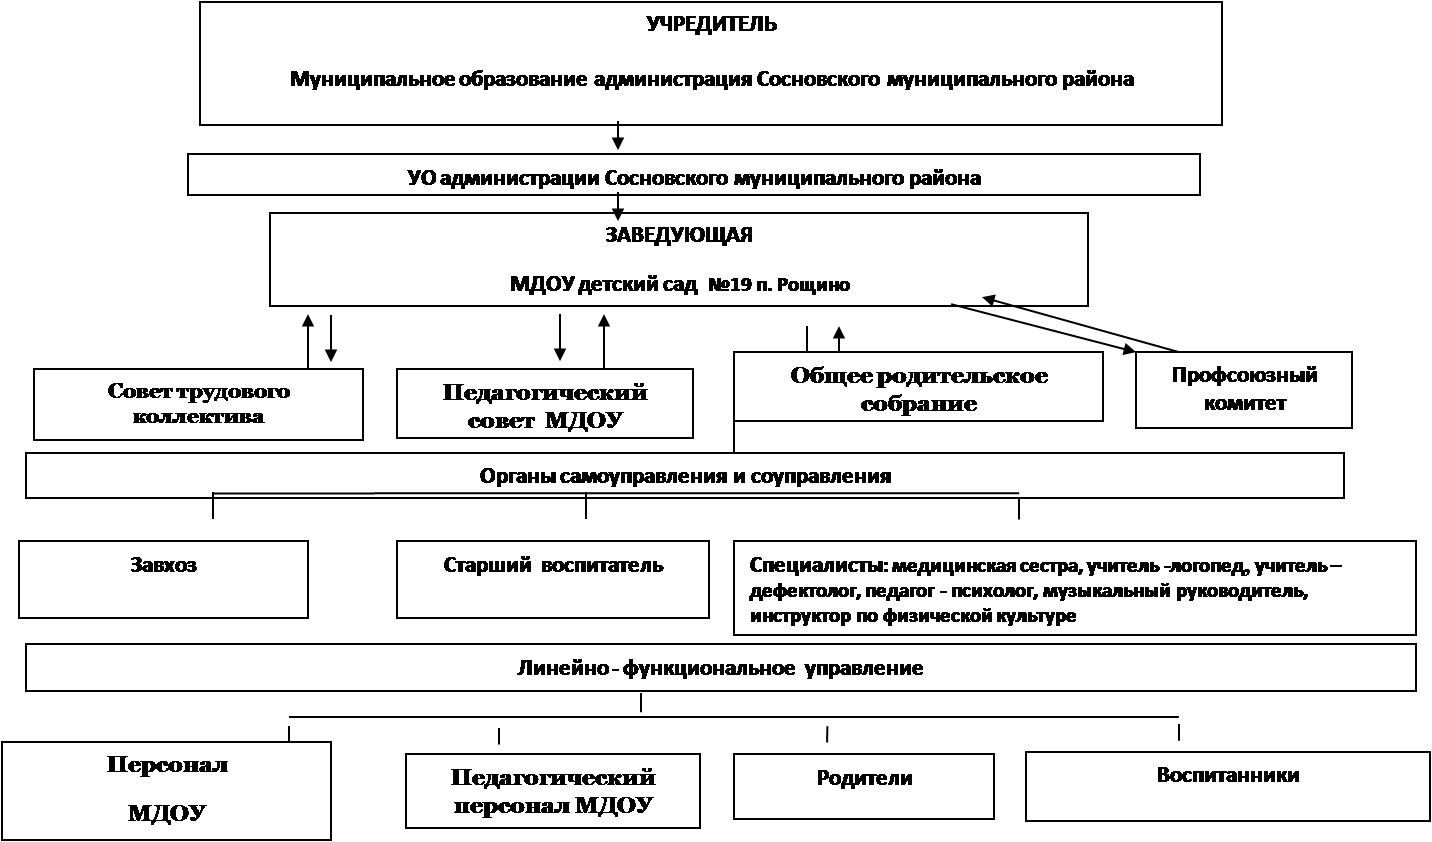 УЧРЕДИТЕЛЬ
Муниципальное образование администрация Сосновского муниципального района
УО администрации Сосновского муниципального района
ЗАВЕДУЮЩАЯ
МДОУ детский сад №19 п. Рощино
Совет трудового
коллектива
Педагогический
совет МДОУ
Общее родительское
собрание
Профсоюзный
комитет
Органы самоуправления и соуправления
Завхоз
Старший воспитатель
Специалисты: медицинская сестра, учитель -логопед, учитель –
дефектолог, педагог - психолог, музыкальный руководитель,
инструктор по физической культуре
Линейно - функциональное управление
Персонал
МДОУ
Педагогический
персонал МДОУ
Родители
Воспитанники